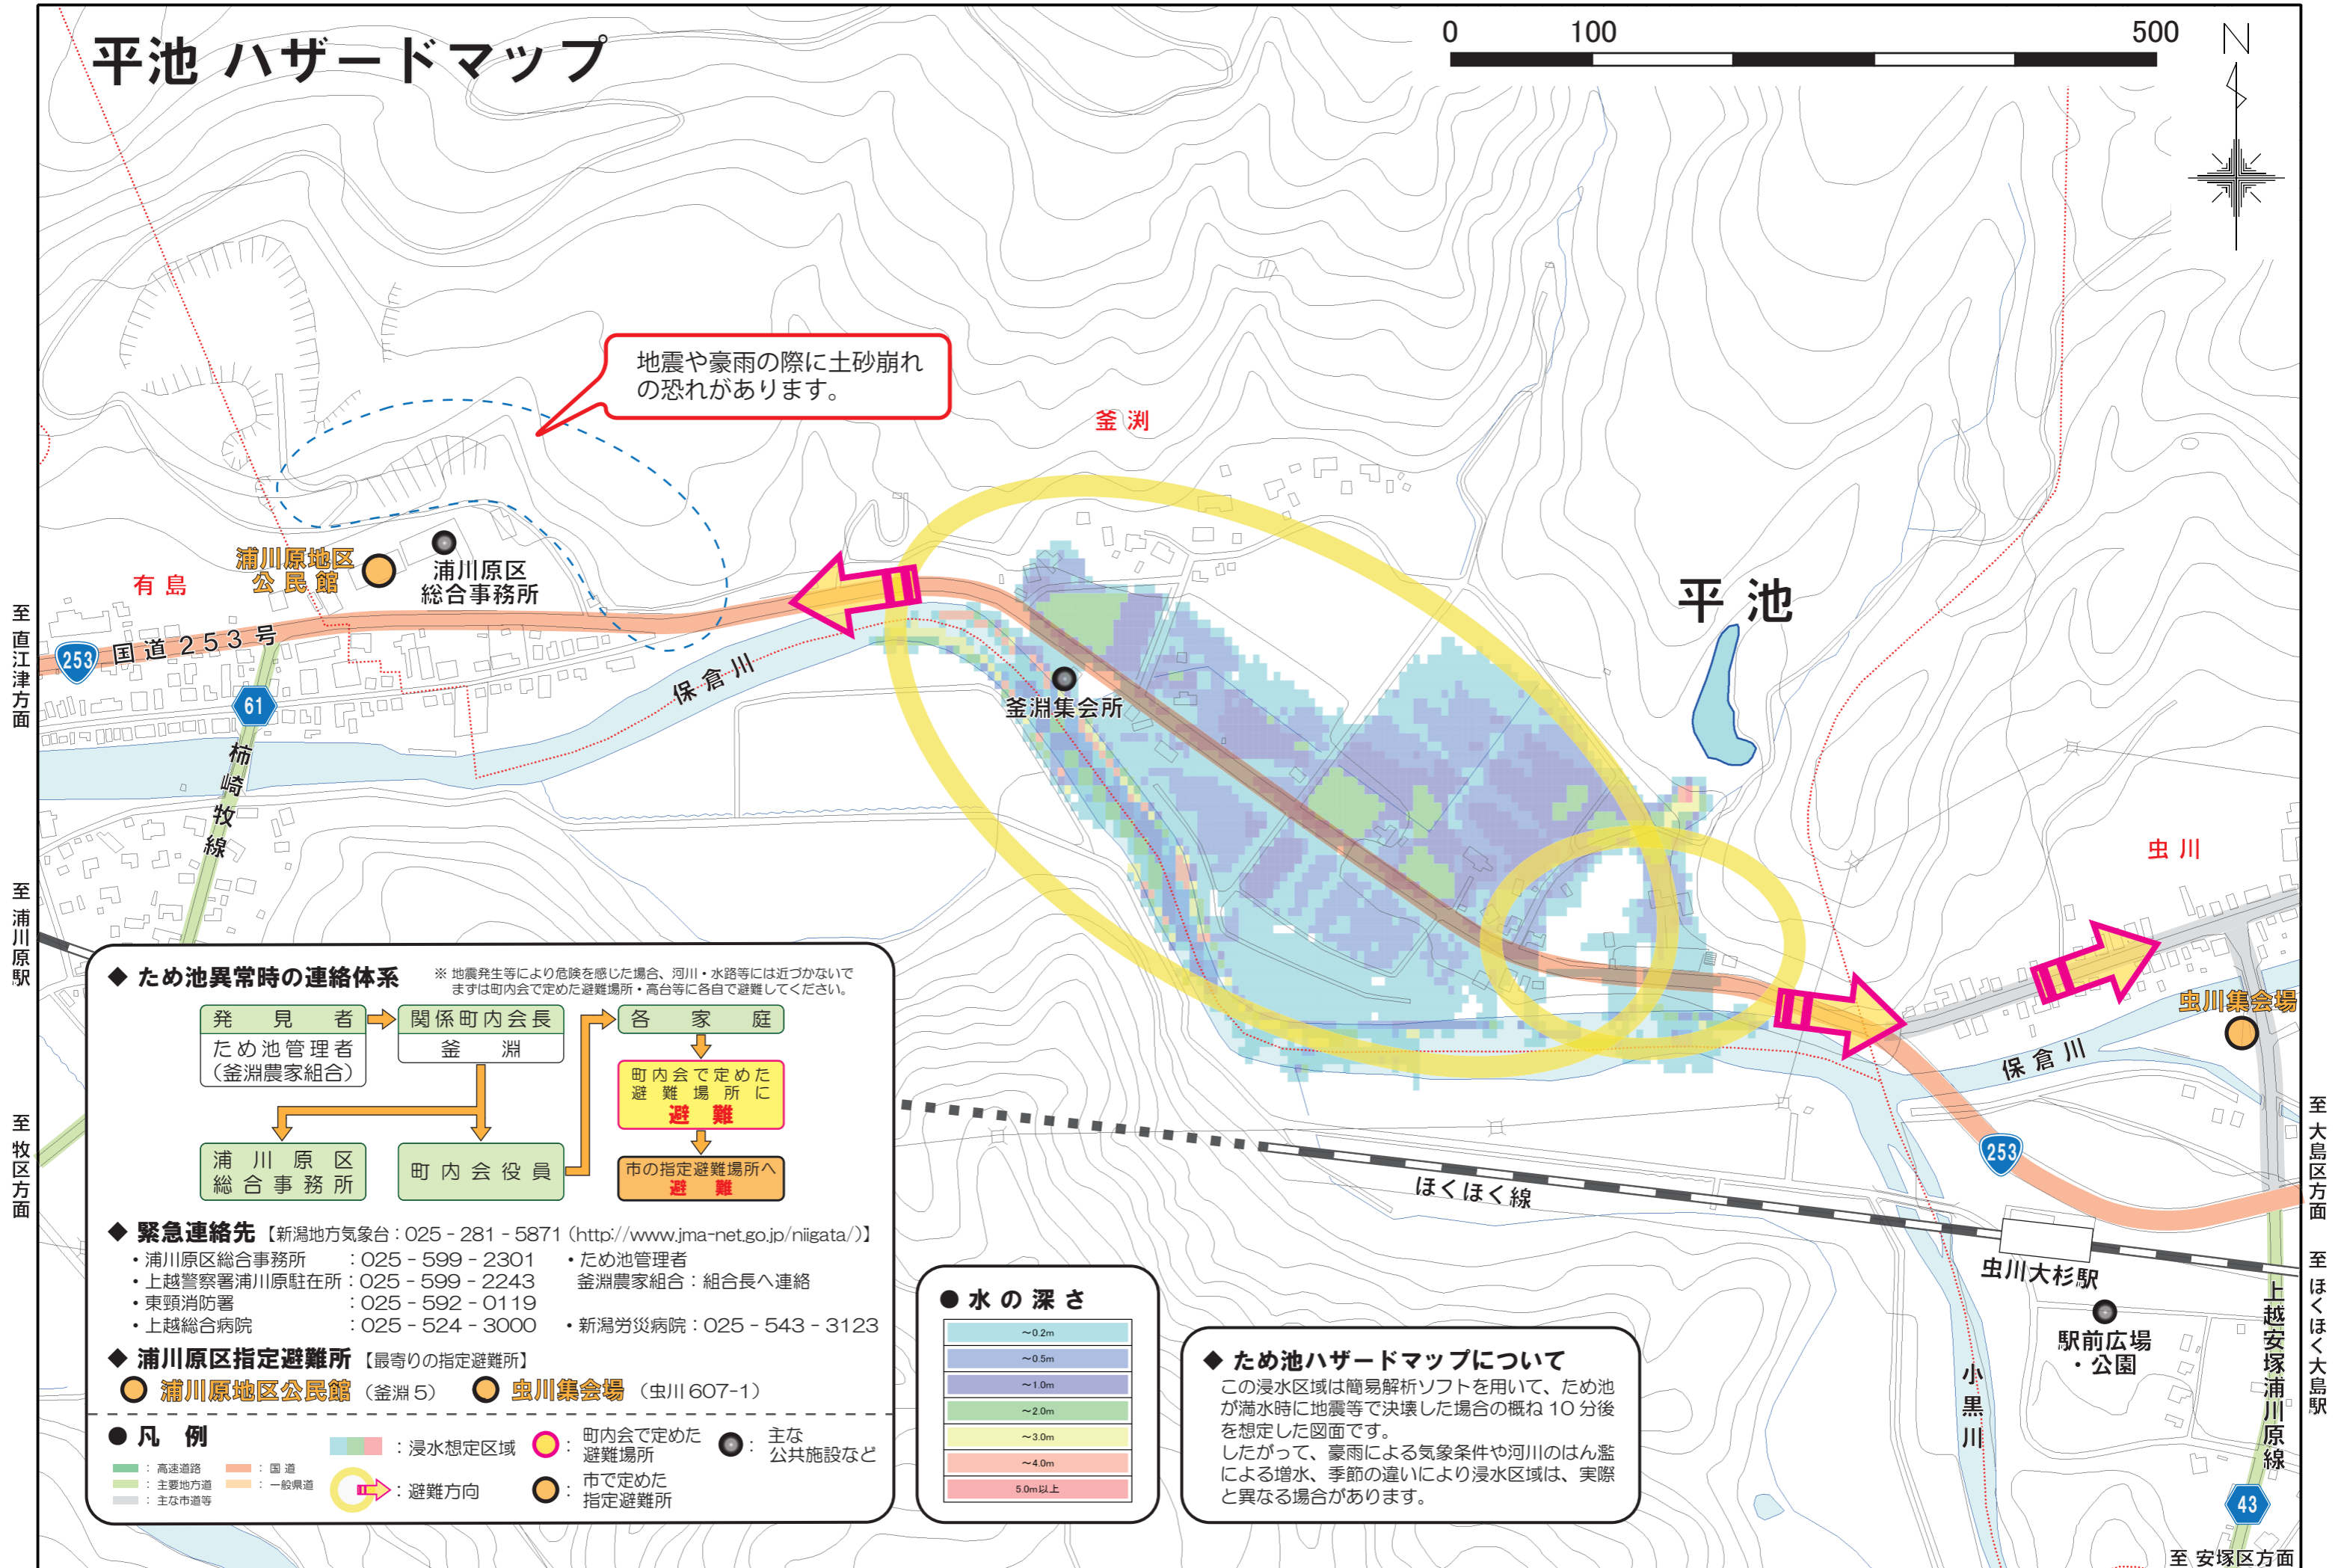 平池 ハザードマップ
0 100 500
N
地震や豪雨の際に土砂崩れ
の恐れがあります。
釜渕
浦川原地区
公民館
浦川原区
総合事務所
有島
平池
至 直江津方面
253
国道253号
61
柿崎牧線
保倉川
釜淵集会所
虫川
至 浦川原駅
至 牧区方面
虫川集会場
保倉川
253
ほくほく線
虫川大杉駅
駅前広場
・公園
小黒川
上越安塚浦川原線
43
至 大島区方面
至 ほくほく大島駅
至 安塚区方面
◆ ため池異常時の連絡体系
※ 地震発生等により危険を感じた場合、河川・水路等には近づかないで
まずは町内会で定めた避難場所・高台等に各自で避難してください。
発見者
ため池管理者
（釜淵農家組合）
関係町内会長
釜淵
各家庭
町内会で定めた
避難場所に
避難
浦川原区
総合事務所
町内会役員
市の指定避難場所へ
避難
◆ 緊急連絡先 【新潟地方気象台：025 - 281 - 5871（http://www.jma-net.go.jp/niigata/）】
・浦川原区総合事務所 ：025 - 599 - 2301 ・ため池管理者
・上越警察署浦川原駐在所：025 - 599 - 2243 釜淵農家組合：組合長へ連絡
・東頸消防署 ：025 - 592 - 0119
・上越総合病院 ：025 - 524 - 3000 ・新潟労災病院：025 - 543 - 3123
◆ 浦川原区指定避難所 【最寄りの指定避難所】
浦川原地区公民館 （釜淵 5） 虫川集会場 （虫川 607-1）
● 凡 例
：高速道路 ：国道
：主要地方道 ：一般県道
：主な市道等
：浸水想定区域
：避難方向
：町内会で定めた
避難場所
：市で定めた
指定避難所
：主な
公共施設など
● 水の深さ
～0.2m
～0.5m
～1.0m
～2.0m
～3.0m
～4.0m
5.0m以上
◆ ため池ハザードマップについて
この浸水区域は簡易解析ソフトを用いて、ため池
が満水時に地震等で決壊した場合の概ね 10 分後
を想定した図面です。
したがって、豪雨による気象条件や河川のはん濫
による増水、季節の違いにより浸水区域は、実際
と異なる場合があります。